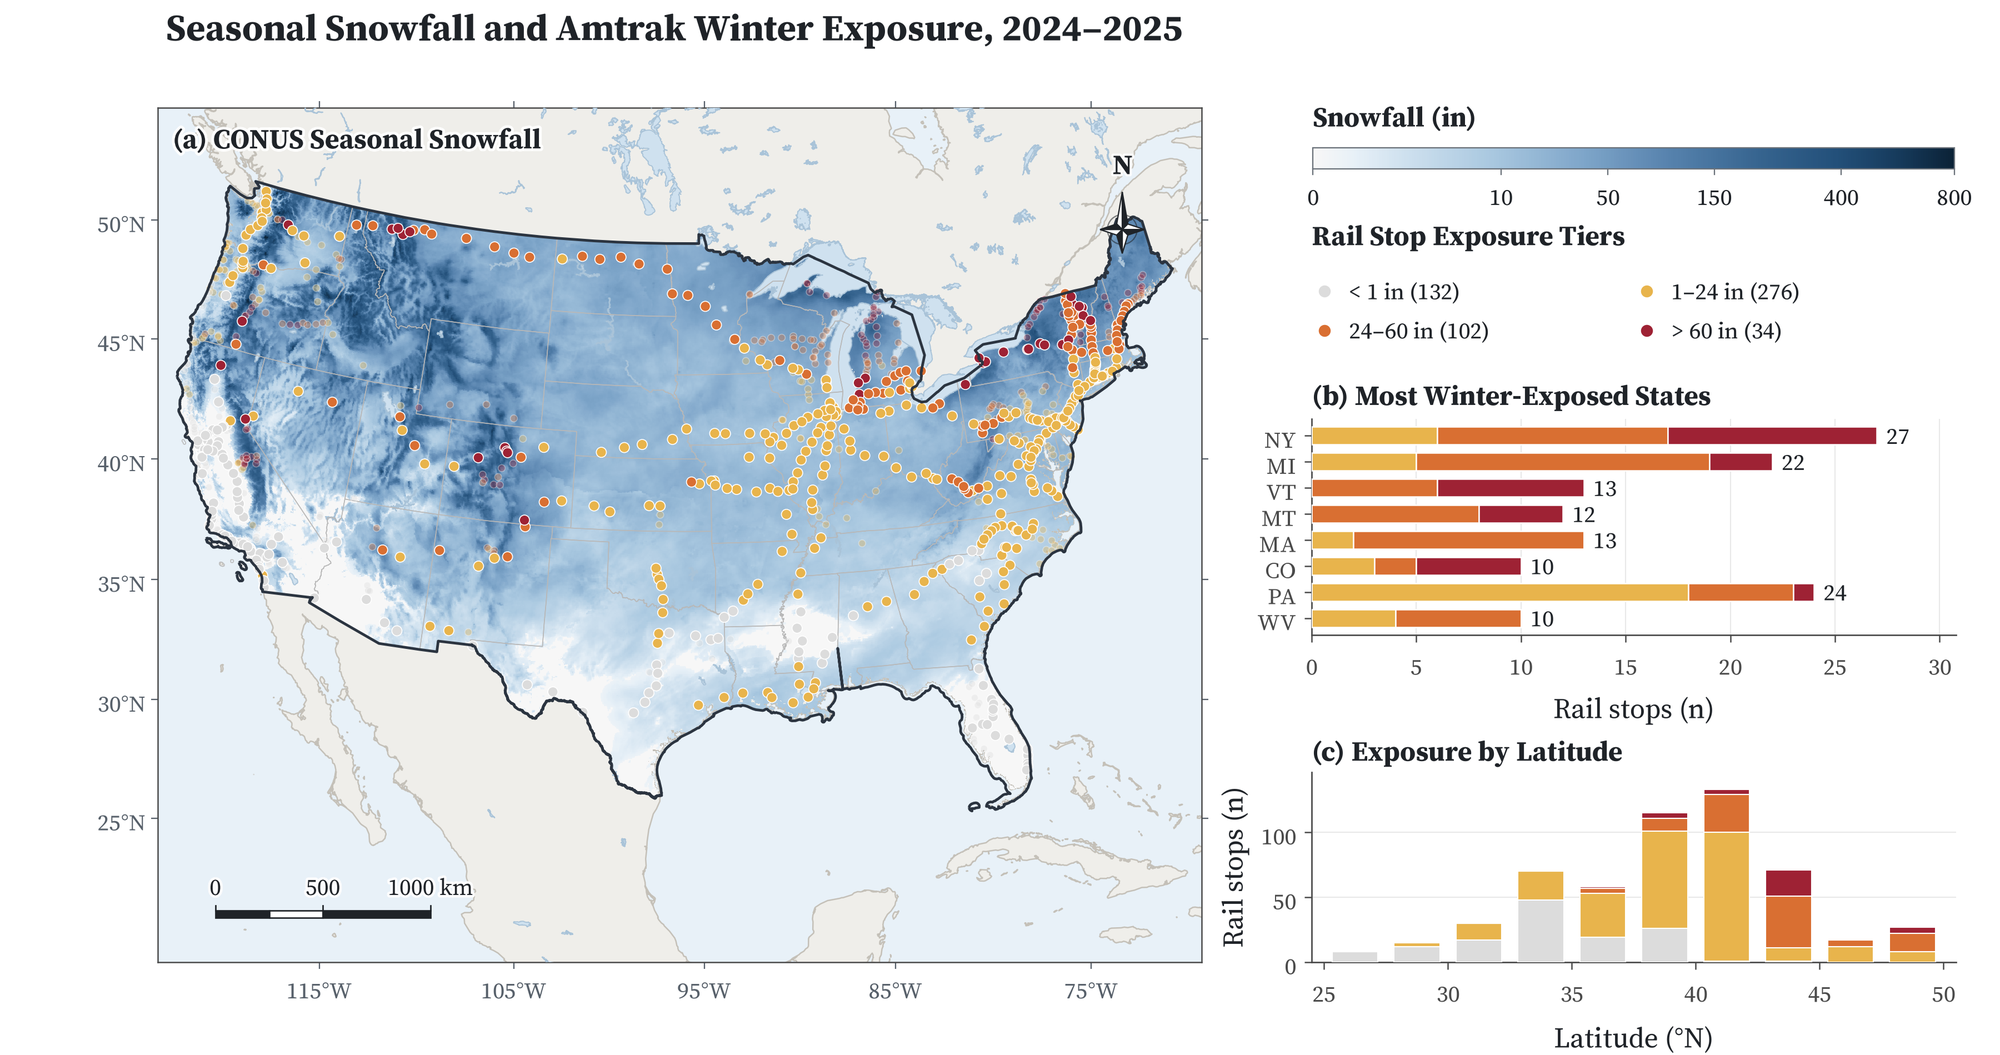 Seasonal Snowfall and Amtrak Winter Exposure, 2024–2025
(a) CONUS Seasonal Snowfall
N
50°N
45°N
40°N
35°N
30°N
25°N
0 500 1000 km
115°W 105°W 95°W 85°W 75°W
Snowfall (in)
0 10 50 150 400 800
Rail Stop Exposure Tiers
< 1 in (132) 1–24 in (276)
24–60 in (102) > 60 in (34)
(b) Most Winter-Exposed States
NY 27
MI 22
VT 13
MT 12
MA 13
CO 10
PA 24
WV 10
0 5 10 15 20 25 30
Rail stops (n)
(c) Exposure by Latitude
Rail stops (n)
100
50
0
25 30 35 40 45 50
Latitude (°N)